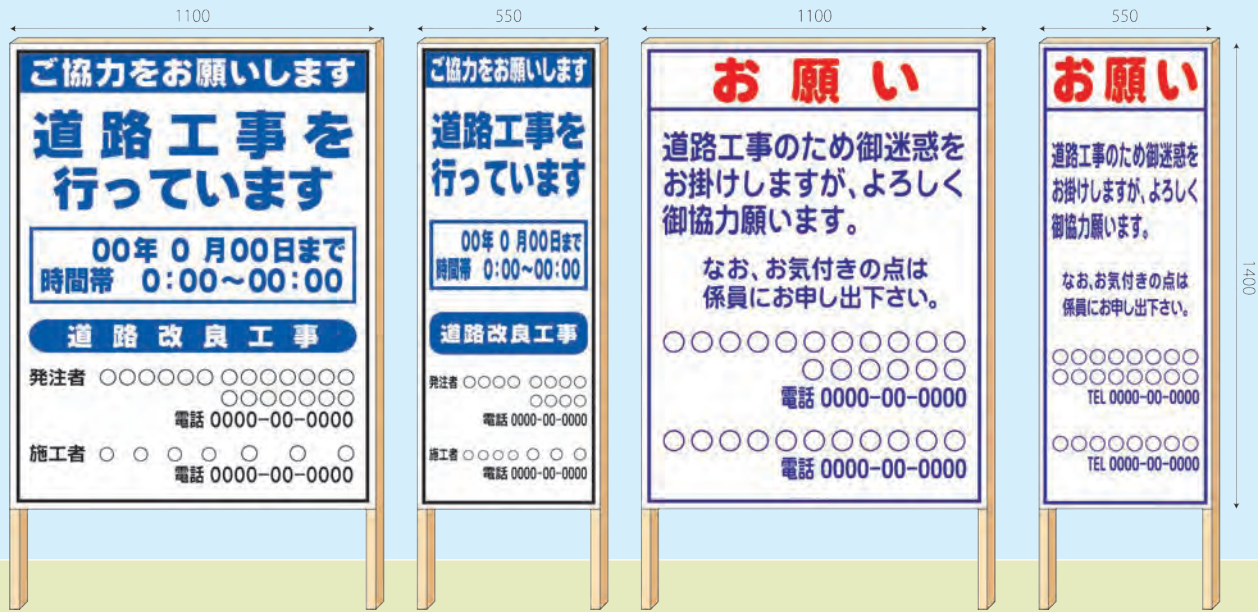 1100
ご協力をお願いします
道路工事を
行っています
00年 0 月00日まで
時間帯 0:00〜00:00
道路改良工事
発注者 ○○○○○○ ○○○○○○○
○○○○○○○
電話 0000-00-0000
施工者 ○ ○ ○ ○ ○ ○ ○
電話 0000-00-0000
550
ご協力をお願いします
道路工事を
行っています
00年 0 月00日まで
時間帯 0:00〜00:00
道路改良工事
発注者 ○○○○ ○○○○
○○○○
電話 0000-00-0000
施工者 ○○○○ ○ ○ ○
電話 0000-00-0000
1100
お願い
道路工事のため御迷惑を
お掛けしますが、よろしく
御協力願います。
なお、お気付きの点は
係員にお申し出下さい。
○○○○○○○○○○○
○○○○○○
電話 0000-00-0000
○○○○○○○○○○○
電話 0000-00-0000
550
お願い
道路工事のため御迷惑を
お掛けしますが、よろしく
御協力願います。
なお、お気付きの点は
係員にお申し出下さい。
○○○○○○○○
○○○○○○○○
TEL 0000-00-0000
○○○○○○○○
TEL 0000-00-0000
1400